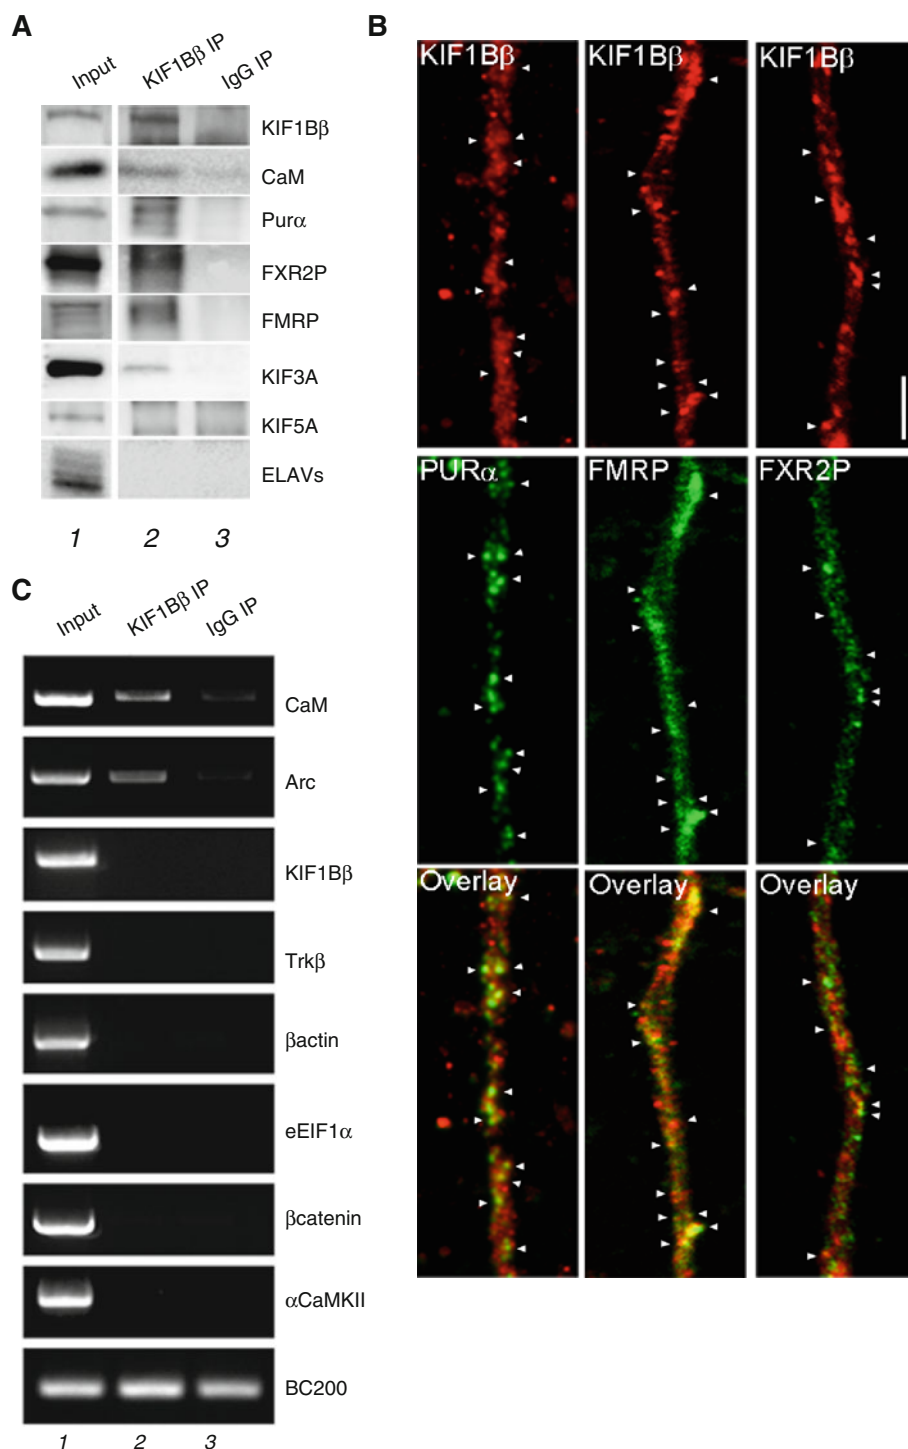 A
Input
KIF1Bβ IP
IgG IP
KIF1Bβ
CaM
Purα
FXR2P
FMRP
KIF3A
KIF5A
ELAVs
1 2 3
B
KIF1Bβ KIF1Bβ KIF1Bβ
PURα FMRP FXR2P
Overlay Overlay Overlay
C
Input
KIF1Bβ IP
IgG IP
CaM
Arc
KIF1Bβ
Trkβ
βactin
eEIF1α
βcatenin
αCaMKII
BC200
1 2 3